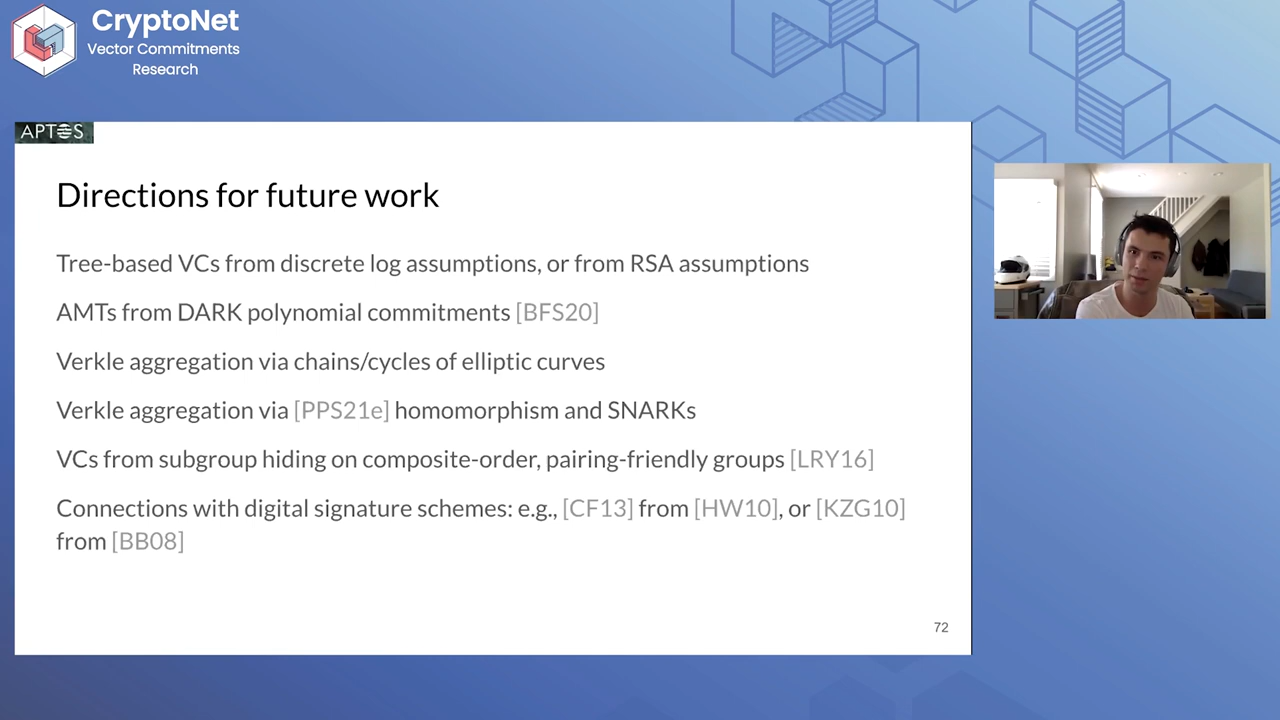 CryptoNet
Vector Commitments
Research
APTOS
Directions for future work
Tree-based VCs from discrete log assumptions, or from RSA assumptions
AMTs from DARK polynomial commitments [BFS20]
Verkle aggregation via chains/cycles of elliptic curves
Verkle aggregation via [PPS21e] homomorphism and SNARKs
VCs from subgroup hiding on composite-order, pairing-friendly groups [LRY16]
Connections with digital signature schemes: e.g., [CF13] from [HW10], or [KZG10]
from [BB08]
72